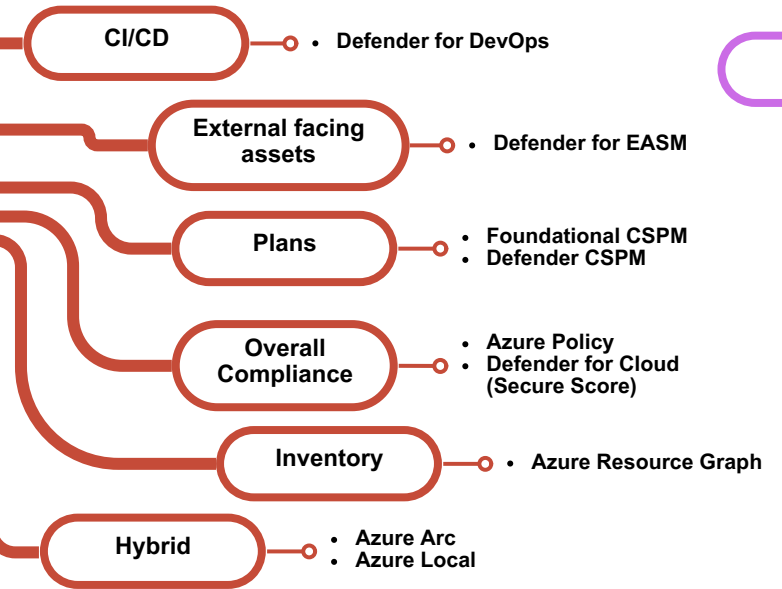 CI/CD
• Defender for DevOps
External facing
assets
• Defender for EASM
Plans
• Foundational CSPM
• Defender CSPM
Overall
Compliance
• Azure Policy
• Defender for Cloud
(Secure Score)
Inventory
• Azure Resource Graph
Hybrid
• Azure Arc
• Azure Local